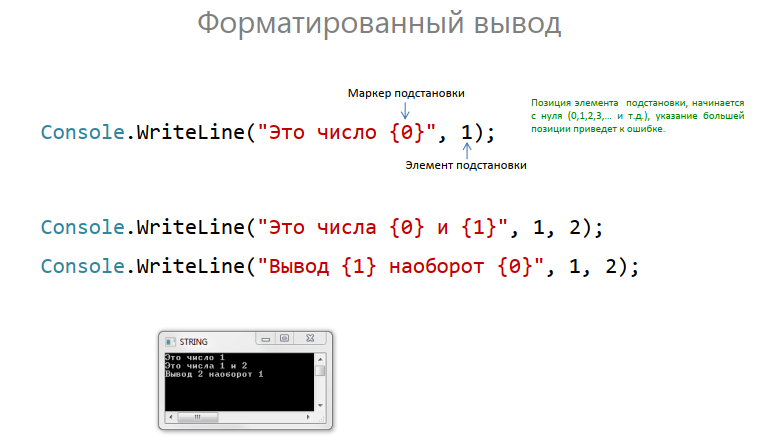 Форматированный вывод
Маркер подстановки
Позиция элемента подстановки, начинается
с нуля (0,1,2,3,... и т.д.), указание большей
позиции приведет к ошибке.
Console.WriteLine("Это число {0}", 1);
Элемент подстановки
Console.WriteLine("Это числа {0} и {1}", 1, 2);
Console.WriteLine("Вывод {1} наоборот {0}", 1, 2);
STRING
Это число 1
Это числа 1 и 2
Вывод 2 наоборот 1